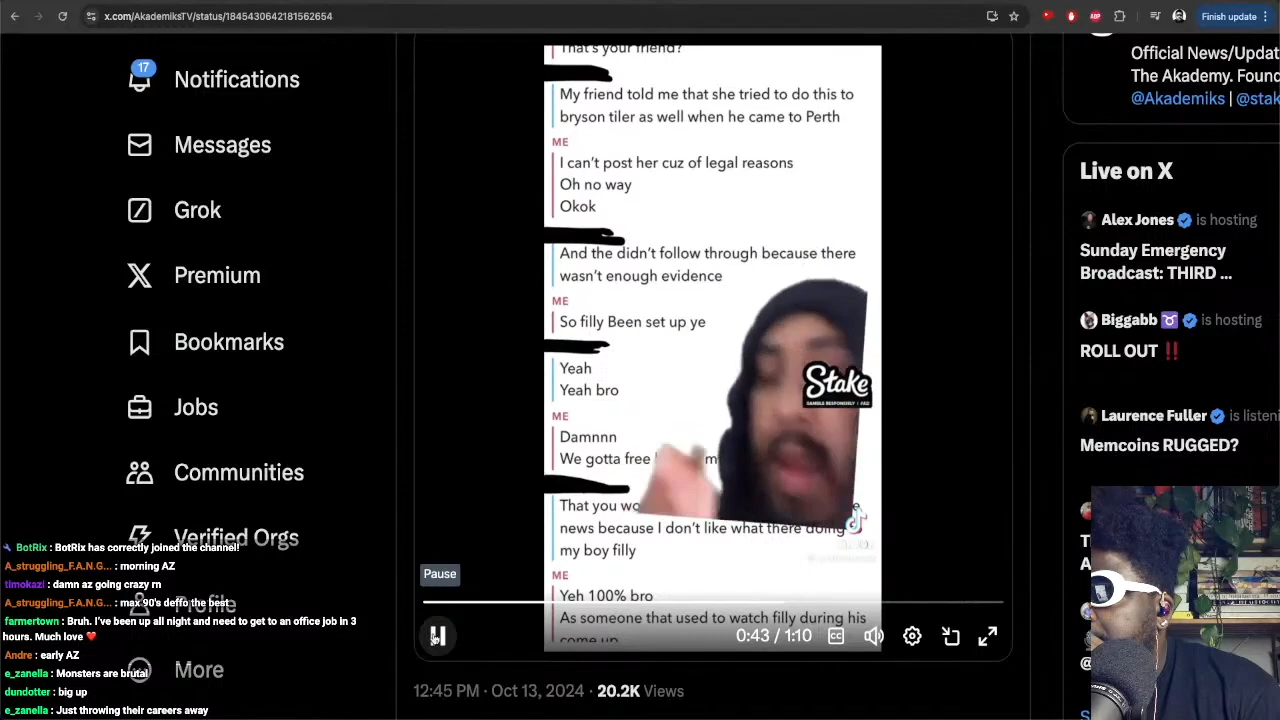 x.com/AkademiksTV/status/1845430642181562654
Finish update
17
Notifications
Messages
Grok
Premium
Bookmarks
Jobs
Communities
Verified Orgs
Profile
More
BotRix : BotRix has correctly joined the channel!
A_struggling_F.A.N.G... : morning AZ
timokazi : damn az going crazy rn
A_struggling_F.A.N.G... : max 90's deffo the best
farmertown : Bruh. I've been up all night and need to get to an office job in 3
hours. Much love ❤️
Andre : early AZ
e_zanella : Monsters are brutal
dundotter : big up
e_zanella : Just throwing their careers away
That's your friend?
My friend told me that she tried to do this to
bryson tiler as well when he came to Perth
ME
I can't post her cuz of legal reasons
Oh no way
Okok
And the didn't follow through because there
wasn't enough evidence
ME
So filly Been set up ye
Yeah
Yeah bro
ME
Damnnn
We gotta free
That you
news because I don't like what there doing
my boy filly
ME
Yeh 100% bro
As someone that used to watch filly during his
come up
Stake
GAMBLE RESPONSIBLY | #AD
Pause
0:43 / 1:10
CC
12:45 PM · Oct 13, 2024 · 20.2K Views
Official News/Updat
The Akademy. Found
@Akademiks | @stak
Live on X
Alex Jones is hosting
Sunday Emergency
Broadcast: THIRD ...
Biggabb ♉ is hosting
ROLL OUT ‼️
Laurence Fuller is listeni
Memcoins RUGGED?